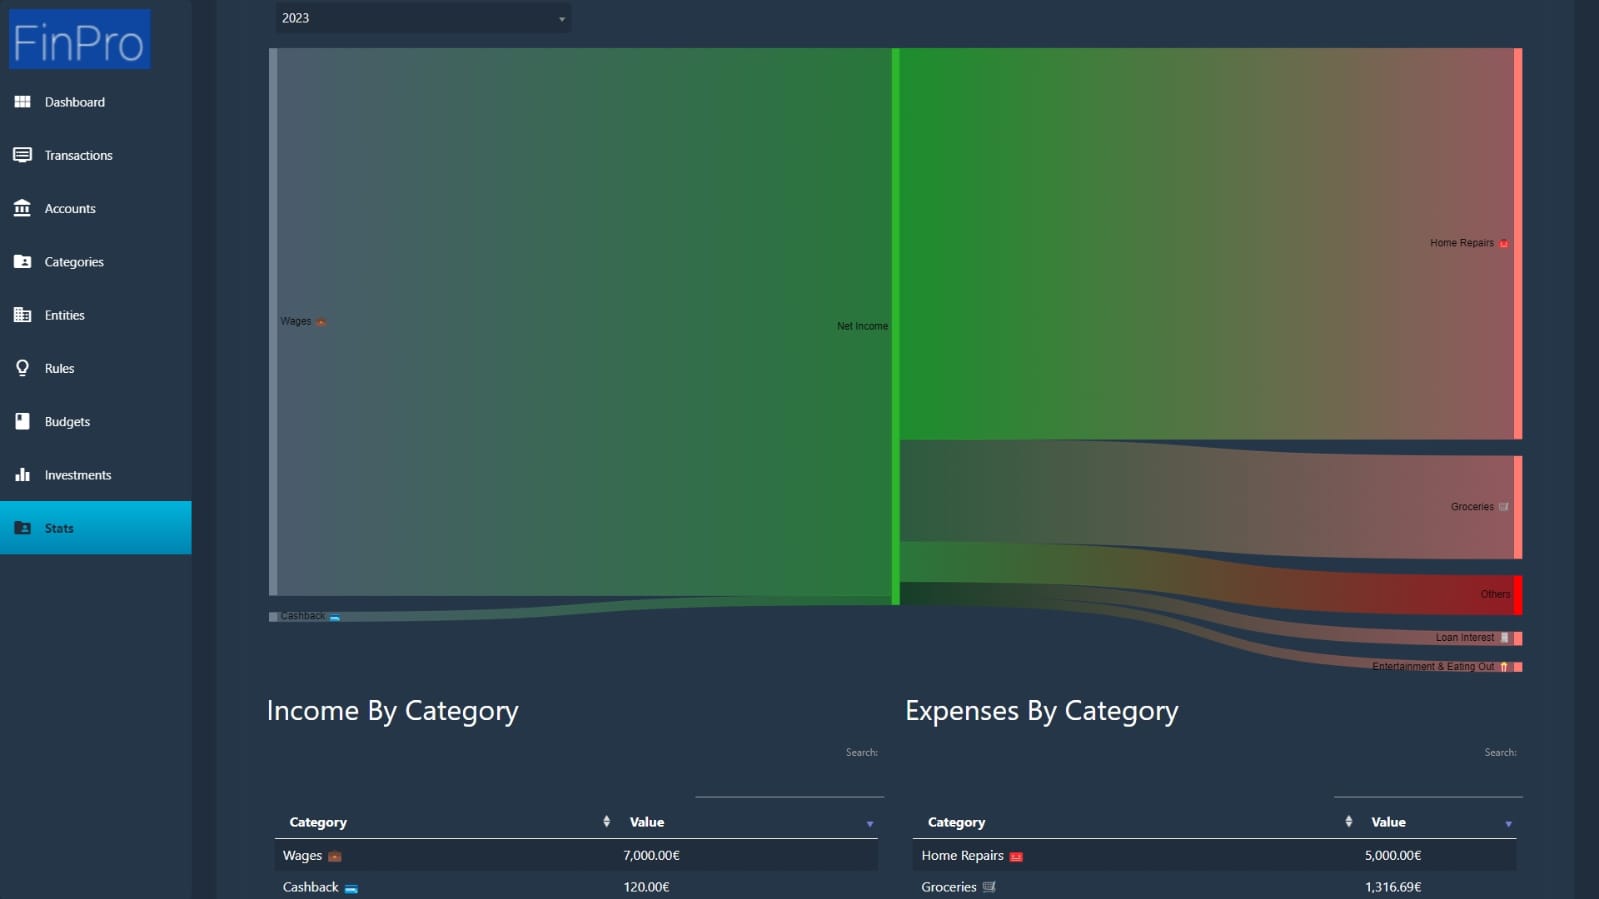 FinPro
Dashboard
Transactions
Accounts
Categories
Entities
Rules
Budgets
Investments
Stats
2023
Wages
Cashback
Net Income
Home Repairs
Groceries
Others
Loan Interest
Entertainment & Eating Out
Income By Category
Search:
Category Value
Wages 7,000.00€
Cashback 120.00€
Expenses By Category
Search:
Category Value
Home Repairs 5,000.00€
Groceries 1,316.69€